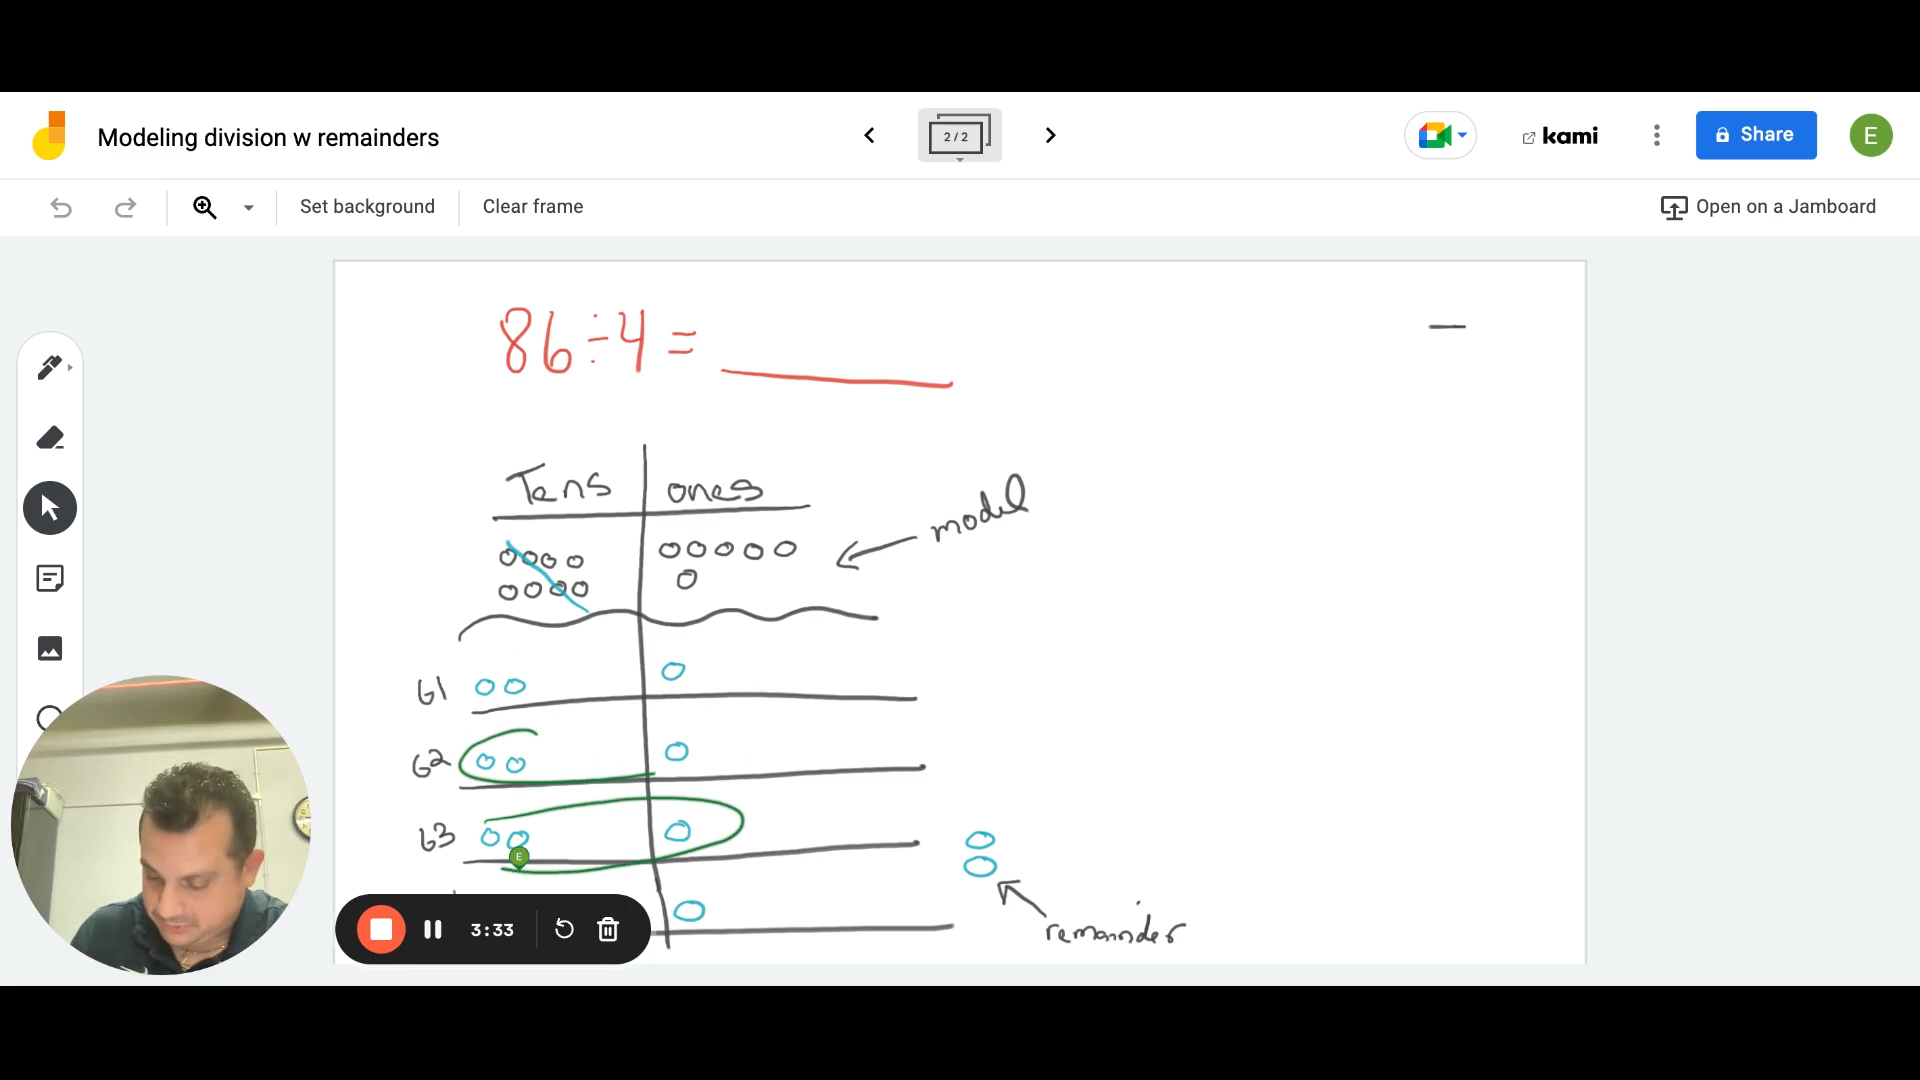 Modeling division w remainders
2 / 2
kami
Share
E
Set background
Clear frame
Open on a Jamboard
86 ÷ 4 =
Tens ones
model
G1
G2
G3
E
3:33
remainder